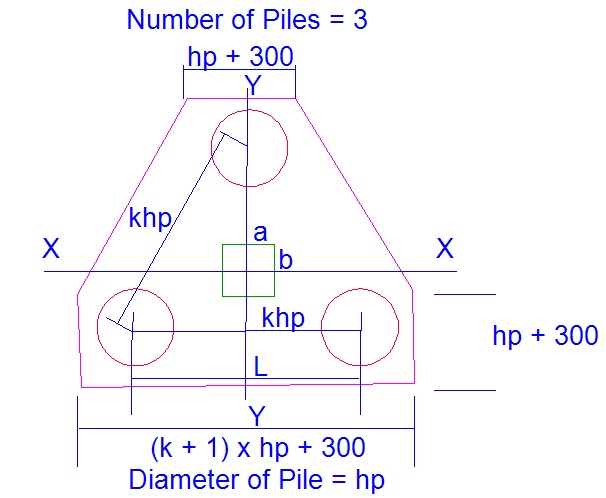 Number of Piles = 3
hp + 300
Y
khp
a
X
b
X
khp
hp + 300
L
Y
(k + 1) x hp + 300
Diameter of Pile = hp